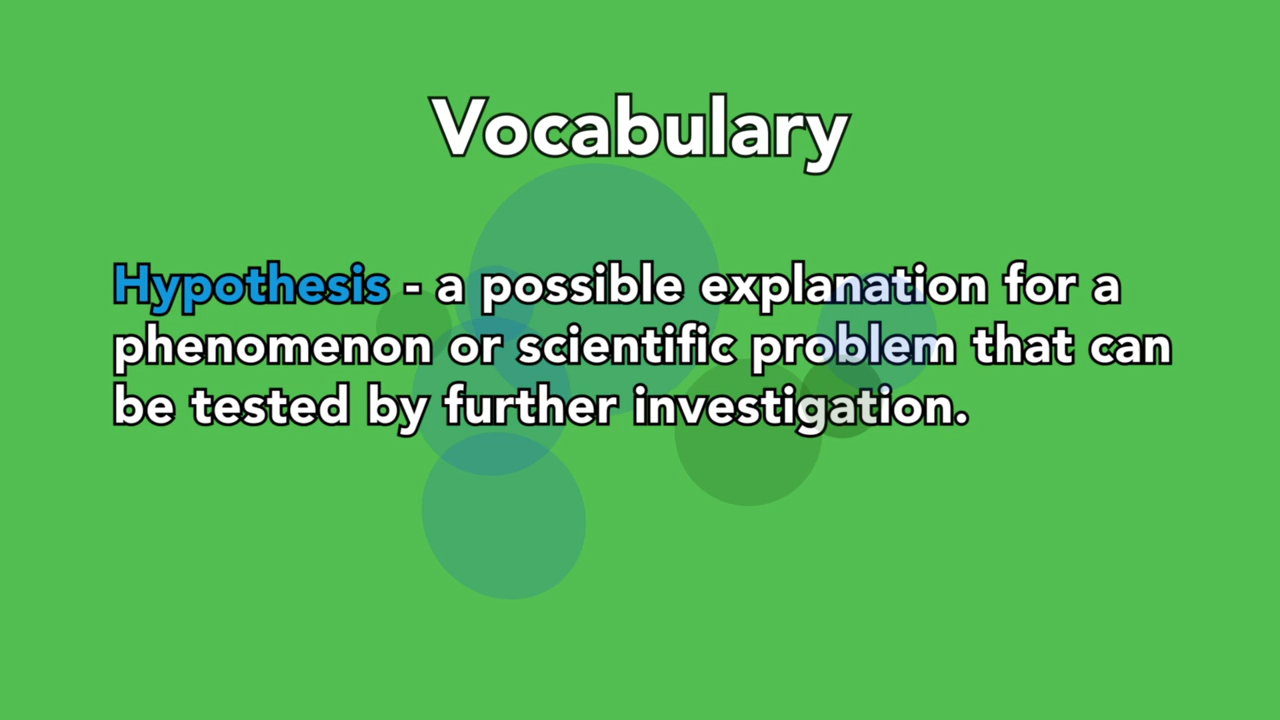 Vocabulary
Hypothesis - a possible explanation for a
phenomenon or scientific problem that can
be tested by further investigation.